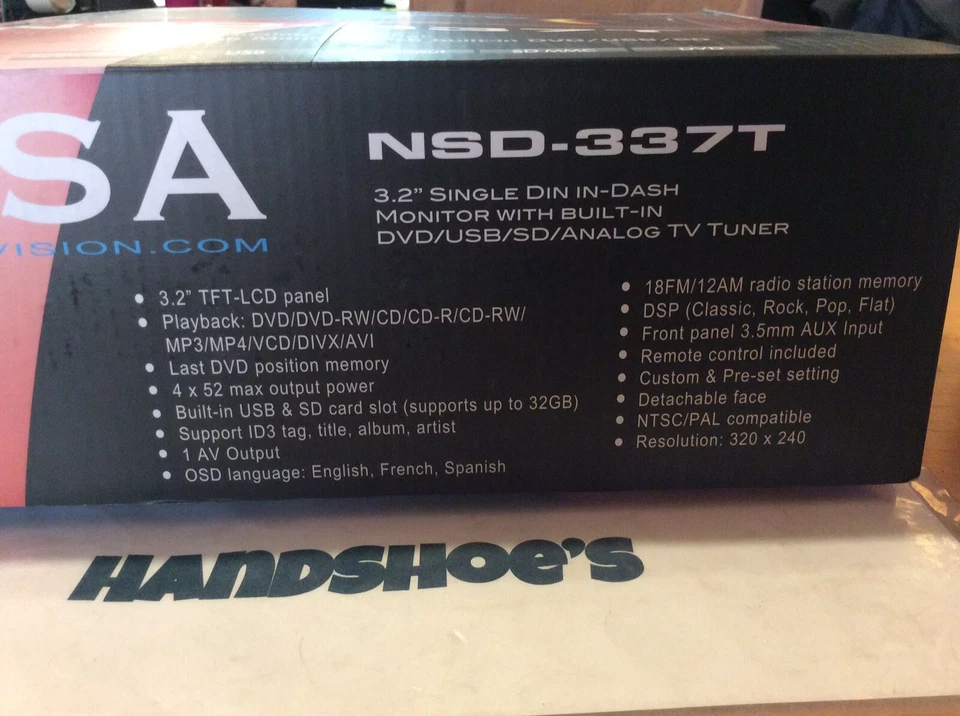 USB
SD MMC
DVD
SA
VISION.COM
NSD-337T
3.2” SINGLE DIN IN-DASH
MONITOR WITH BUILT-IN
DVD/USB/SD/ANALOG TV TUNER
• 3.2” TFT-LCD panel
• Playback: DVD/DVD-RW/CD/CD-R/CD-RW/
MP3/MP4/VCD/DIVX/AVI
• Last DVD position memory
• 4 x 52 max output power
• Built-in USB & SD card slot (supports up to 32GB)
• Support ID3 tag, title, album, artist
• 1 AV Output
• OSD language: English, French, Spanish
• 18FM/12AM radio station memory
• DSP (Classic, Rock, Pop, Flat)
• Front panel 3.5mm AUX Input
• Remote control included
• Custom & Pre-set setting
• Detachable face
• NTSC/PAL compatible
• Resolution: 320 x 240
HANDSHOE'S